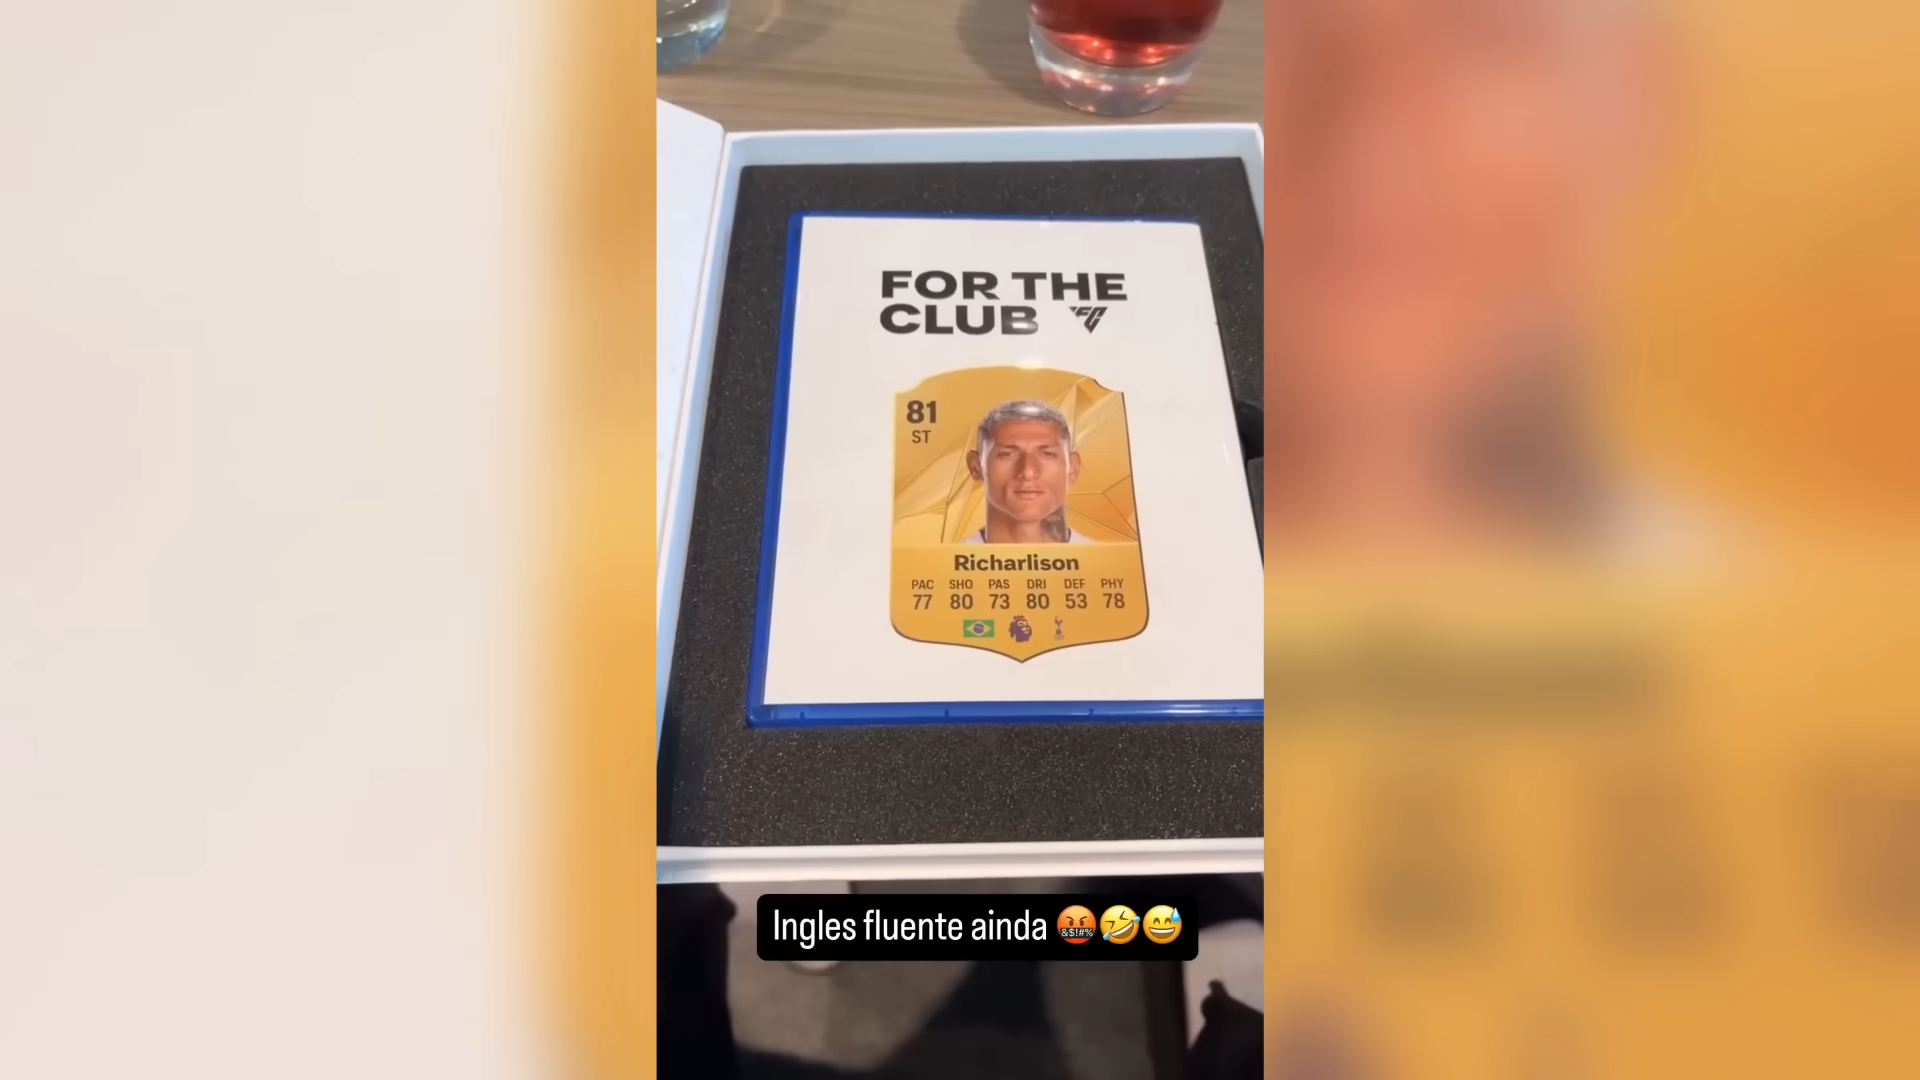 FOR THE
CLUB FC
81
ST
Richarlison
PAC SHO PAS DRI DEF PHY
77 80 73 80 53 78
Ingles fluente ainda 🤬🤣😅